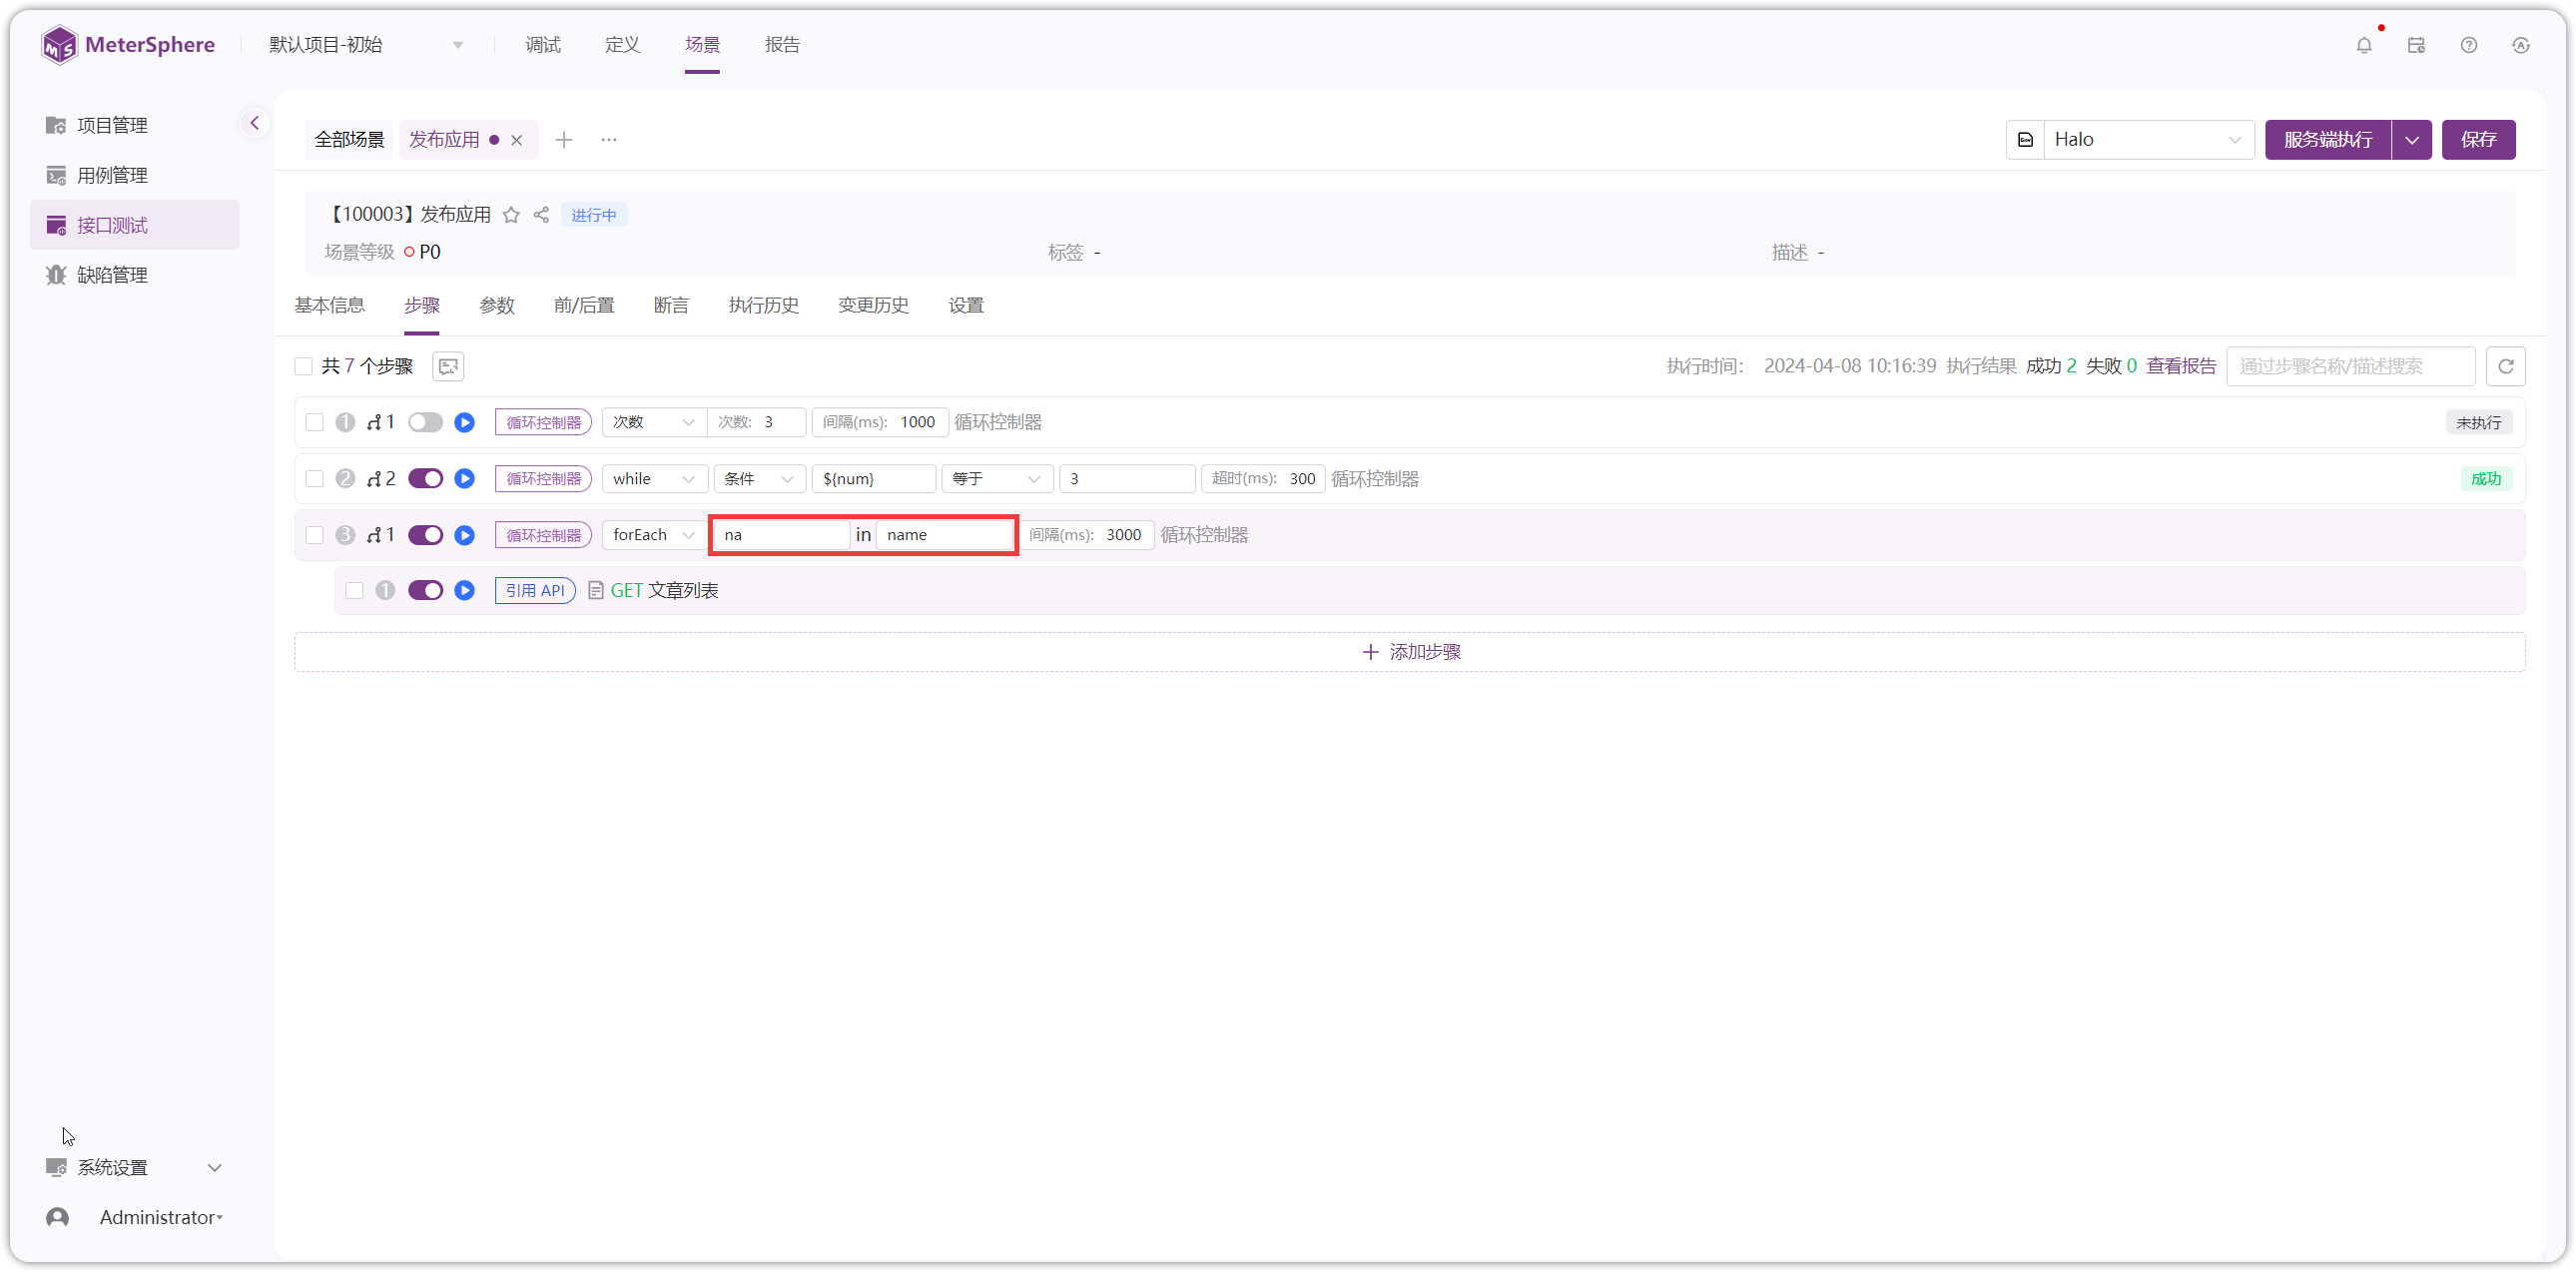 MeterSphere 默认项目-初始 调试 定义 场景 报告
项目管理
用例管理
接口测试
缺陷管理
全部场景 发布应用 Halo 服务端执行 保存
【100003】发布应用 进行中
场景等级 P0 标签 - 描述 -
基本信息 步骤 参数 前/后置 断言 执行历史 变更历史 设置
共 7 个步骤 执行时间: 2024-04-08 10:16:39 执行结果 成功 2 失败 0 查看报告 通过步骤名称/描述搜索
1 1 循环控制器 次数 次数: 3 间隔(ms): 1000 循环控制器 未执行
2 2 循环控制器 while 条件 ${num} 等于 3 超时(ms): 300 循环控制器 成功
3 1 循环控制器 forEach na in name 间隔(ms): 3000 循环控制器
1 引用 API GET 文章列表
添加步骤
系统设置
Administrator